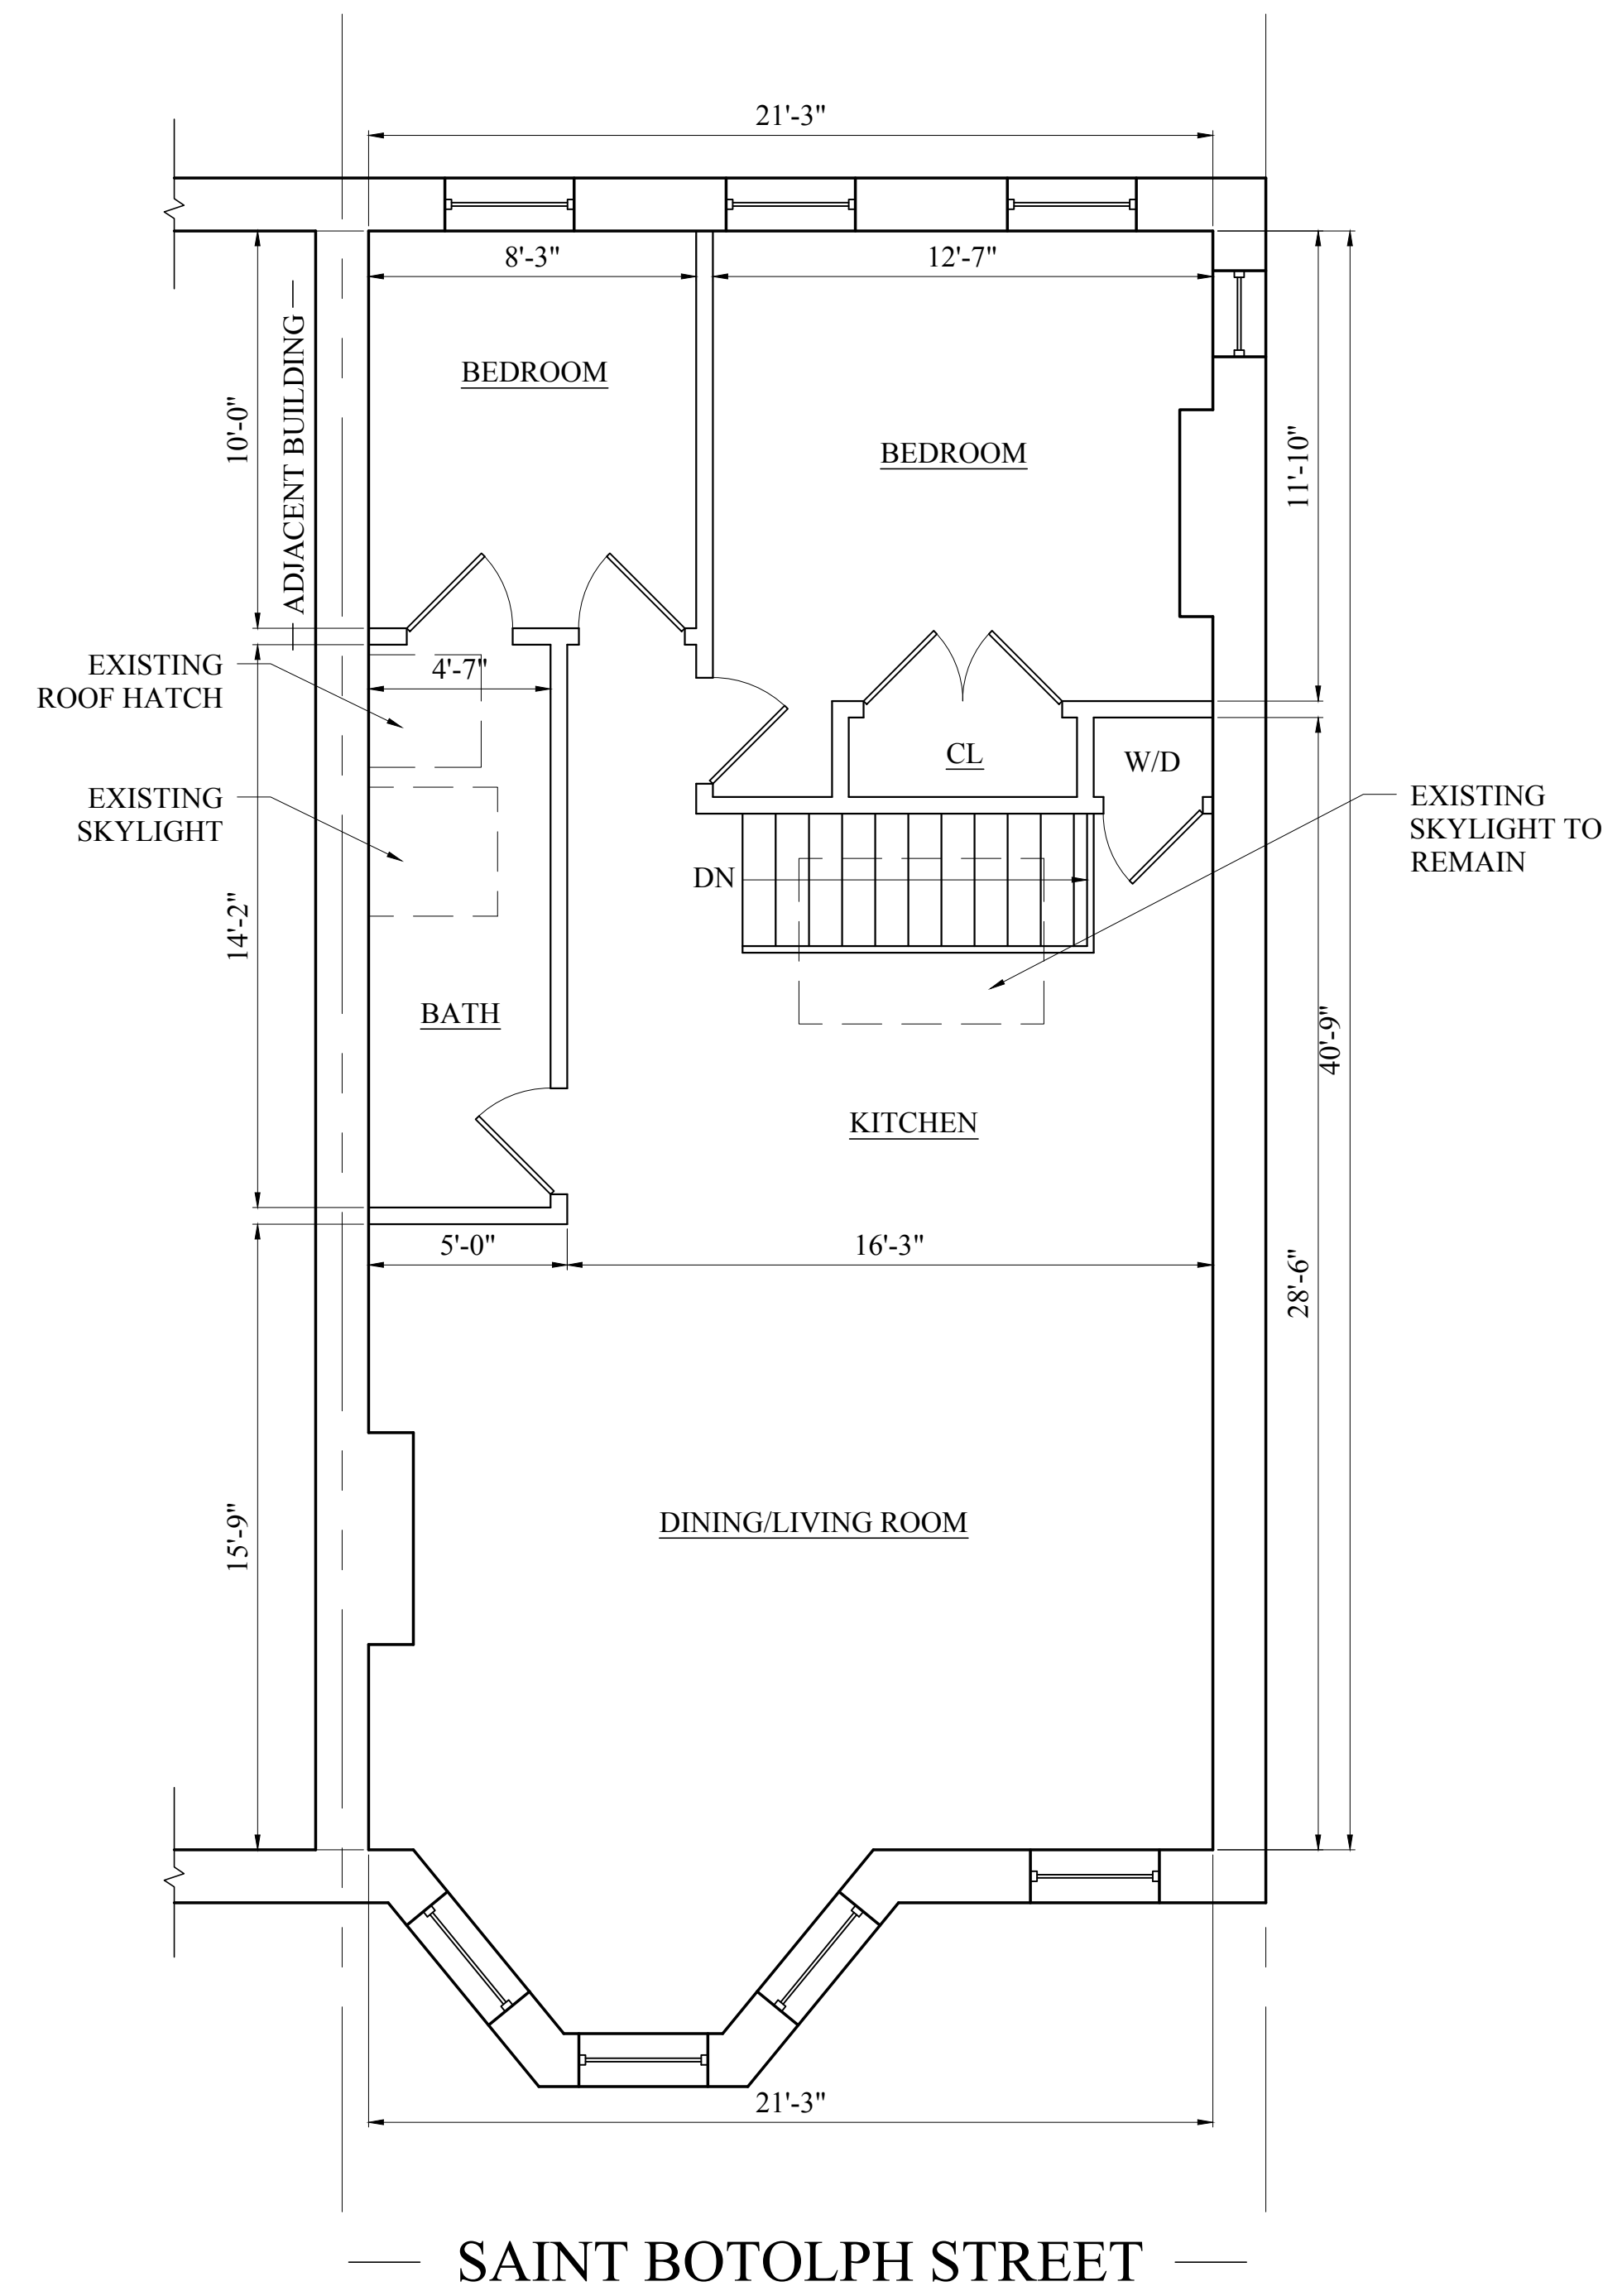 21'-3"
8'-3"
12'-7"
BEDROOM
BEDROOM
ADJACENT BUILDING
10'-0"
11'-10"
EXISTING
ROOF HATCH
4'-7"
CL
W/D
EXISTING
SKYLIGHT
EXISTING
SKYLIGHT TO
REMAIN
DN
14'-2"
BATH
40'-9"
KITCHEN
5'-0"
16'-3"
28'-6"
15'-9"
DINING/LIVING ROOM
21'-3"
SAINT BOTOLPH STREET